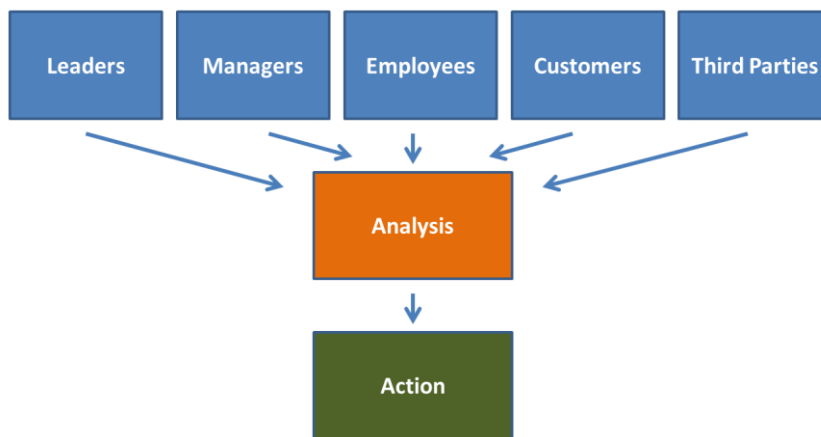 Leaders
Managers
Employees
Customers
Third Parties
Analysis
Action